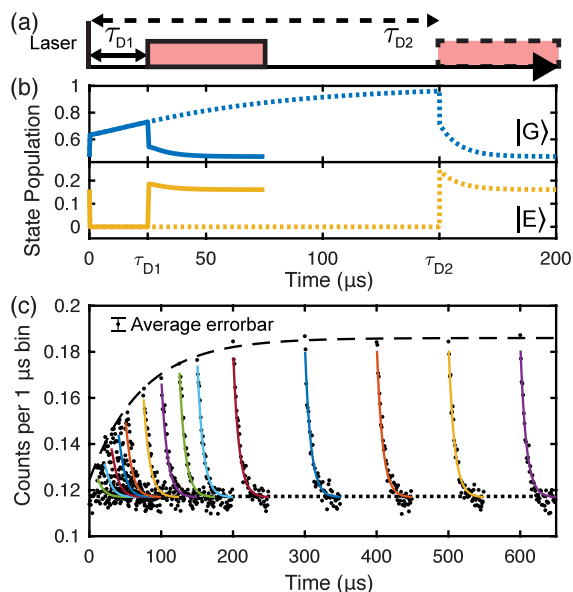 (a)
Laser
τD1
τD2
(b)
State Population
1
0.8
0.6
|G⟩
0.2
0.1
0
|E⟩
0
τD1
50
100
τD2
200
Time (µs)
(c)
Counts per 1 µs bin
Average errorbar
0.2
0.18
0.16
0.14
0.12
0.1
0
100
200
300
400
500
600
Time (µs)